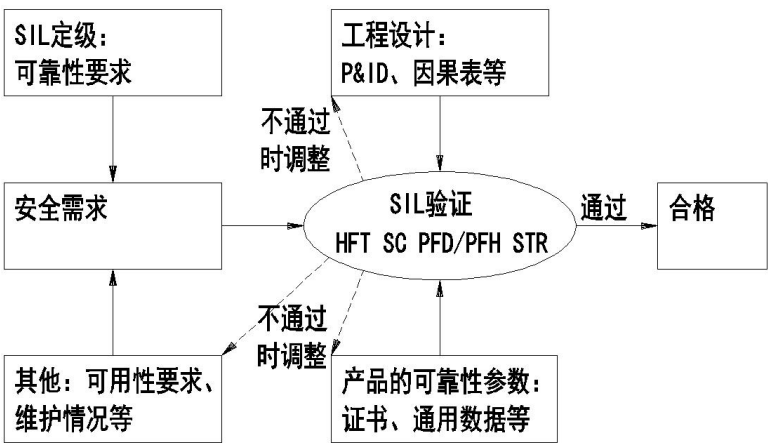 SIL定级：
可靠性要求
工程设计：
P&ID、因果表等
不通过
时调整
安全需求
SIL验证
HFT SC PFD/PFH STR
通过
合格
不通过
时调整
其他：可用性要求、
维护情况等
产品的可靠性参数：
证书、通用数据等